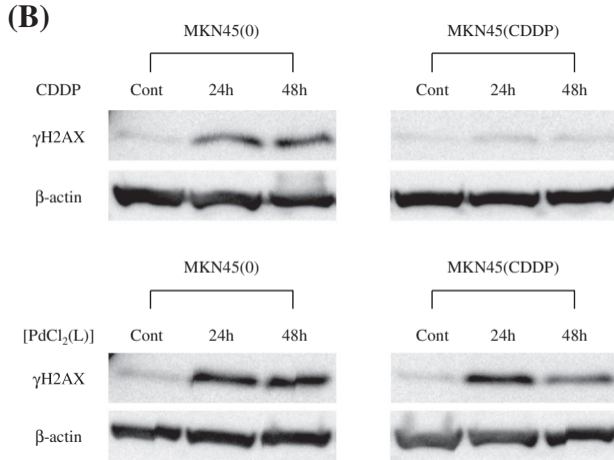 (B)
MKN45(0) MKN45(CDDP)
CDDP Cont 24h 48h Cont 24h 48h
γH2AX
β-actin
MKN45(0) MKN45(CDDP)
[PdCl₂(L)] Cont 24h 48h Cont 24h 48h
γH2AX
β-actin